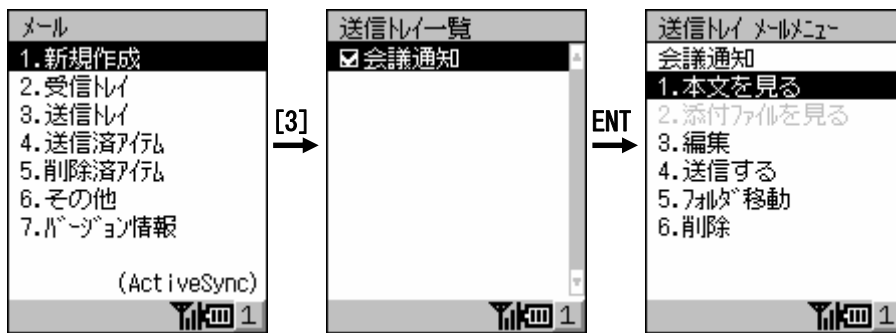 メール
1.新規作成
2.受信ﾄﾚｲ
3.送信ﾄﾚｲ
4.送信済ｱｲﾃﾑ
5.削除済ｱｲﾃﾑ
6.その他
7.ﾊﾞｰｼﾞｮﾝ情報
(ActiveSync)
1
[3]
送信ﾄﾚｲ一覧
会議通知
1
ENT
送信ﾄﾚｲ ﾒｰﾙﾒﾆｭｰ
会議通知
1.本文を見る
2.添付ﾌｧｲﾙを見る
3.編集
4.送信する
5.ﾌｫﾙﾀﾞ移動
6.削除
1